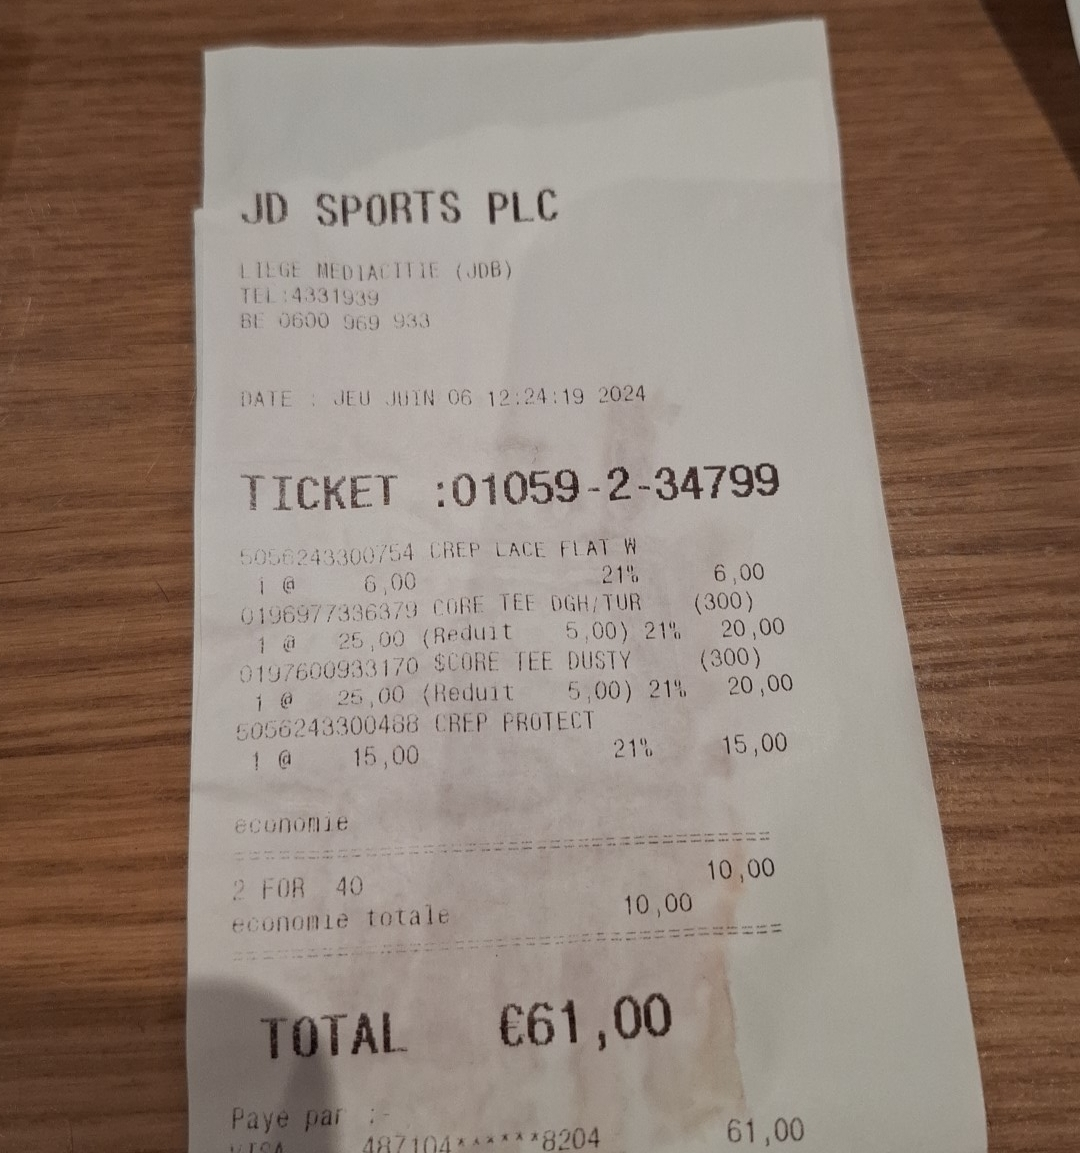 JD SPORTS PLC
LIEGE MEDIACITIE (JDB)
TEL:4331939
BE 0600 969 933
DATE : JEU JUIN 06 12:24:19 2024
TICKET :01059-2-34799
5056243300754 CREP LACE FLAT W
1 @ 6,00 21% 6,00
0196977336379 CORE TEE DGH/TUR (300)
1 @ 25,00 (Reduit 5,00) 21% 20,00
0197600933170 $CORE TEE DUSTY (300)
1 @ 25,00 (Reduit 5,00) 21% 20,00
5056243300488 CREP PROTECT
1 @ 15,00 21% 15,00
economie
2 FOR 40 10,00
economie totale 10,00
TOTAL €61,00
Paye par :-
VISA 487104******8204 61,00